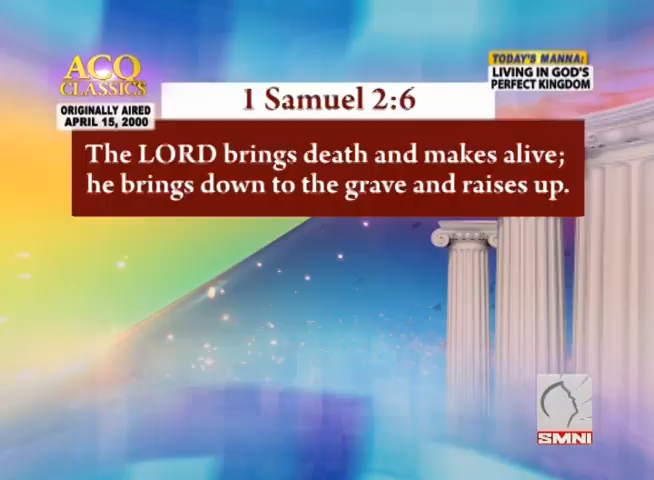 ACQ
CLASSICS
ORIGINALLY AIRED
APRIL 15, 2000
TODAY'S MANNA:
LIVING IN GOD'S
PERFECT KINGDOM
1 Samuel 2:6
The LORD brings death and makes alive;
he brings down to the grave and raises up.
SMNI